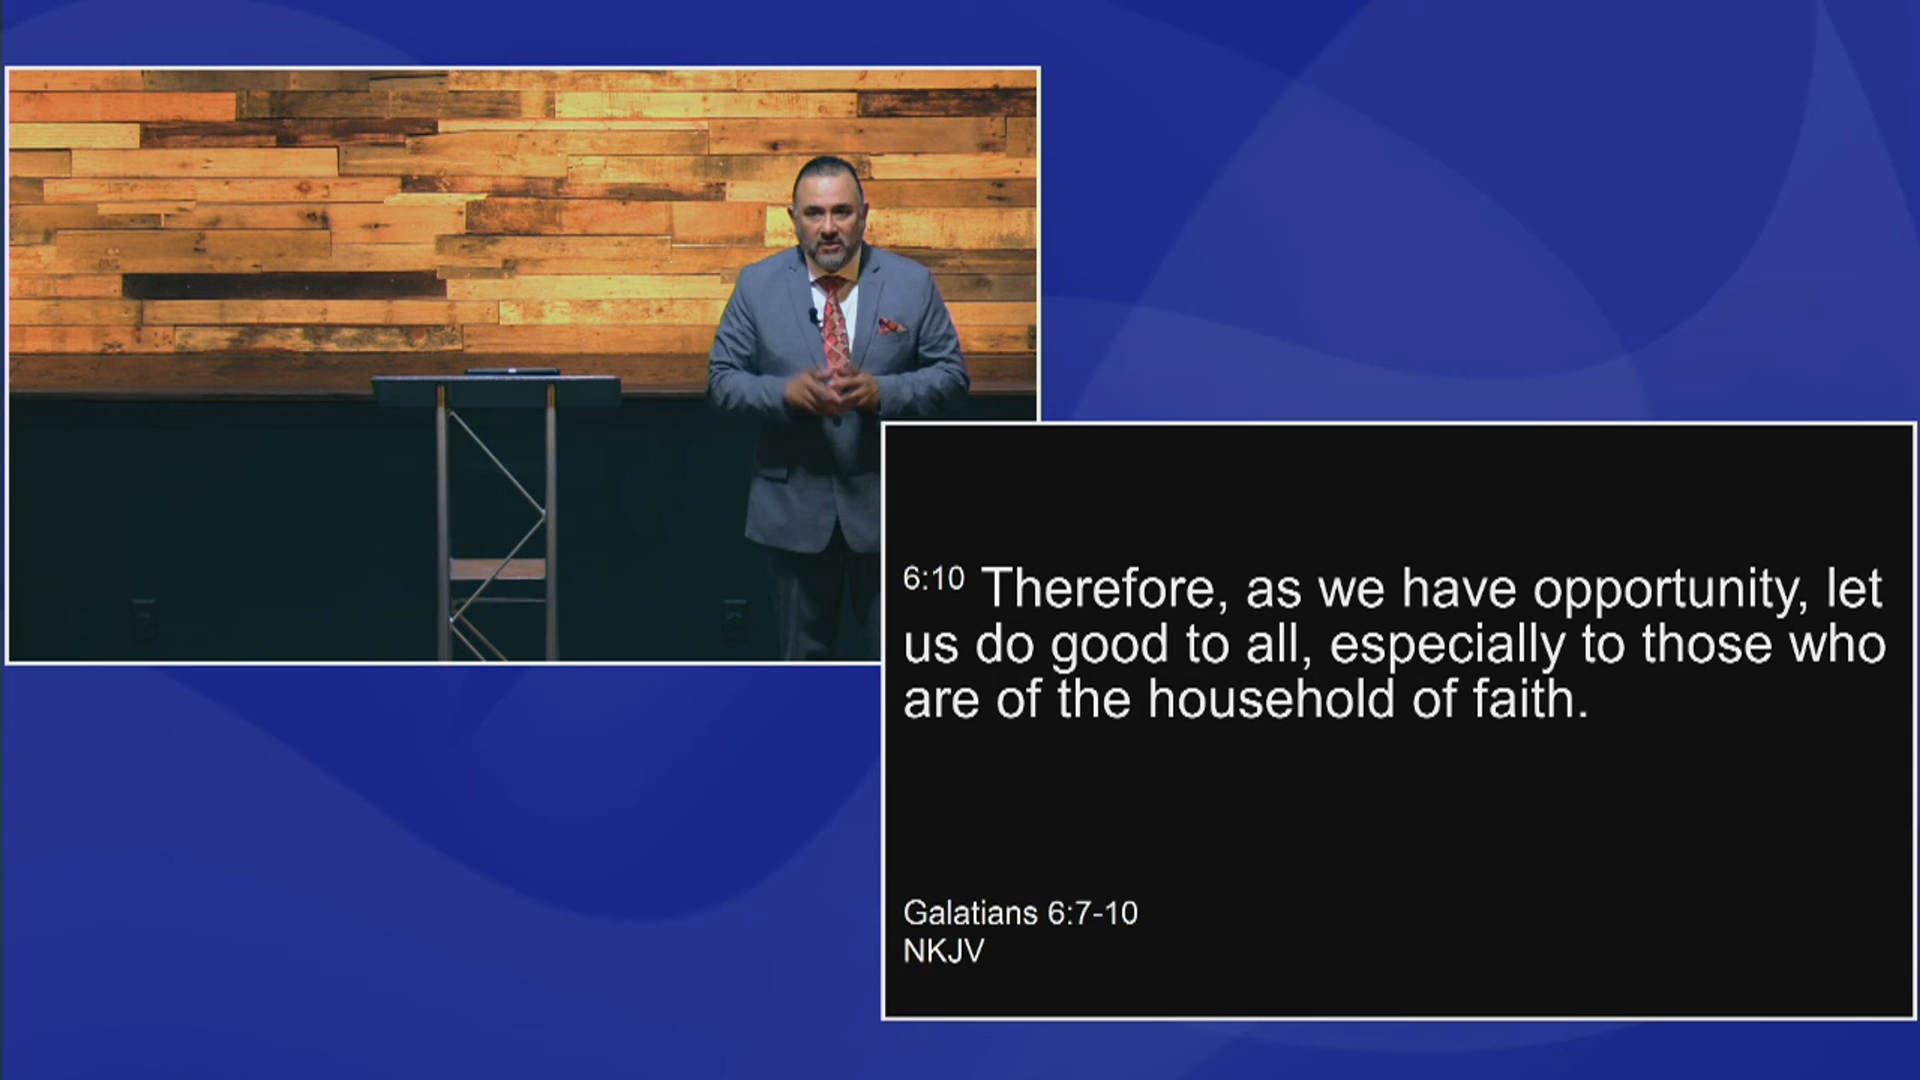 6:10 Therefore, as we have opportunity, let
us do good to all, especially to those who
are of the household of faith.
Galatians 6:7-10
NKJV